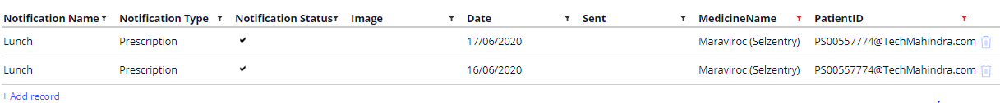 Notification Name Notification Type Notification Status Image Date Sent MedicineName PatientID
Lunch Prescription ✔ 17/06/2020 Maraviroc (Selzentry) PS00557774@TechMahindra.com
Lunch Prescription ✔ 16/06/2020 Maraviroc (Selzentry) PS00557774@TechMahindra.com
+ Add record